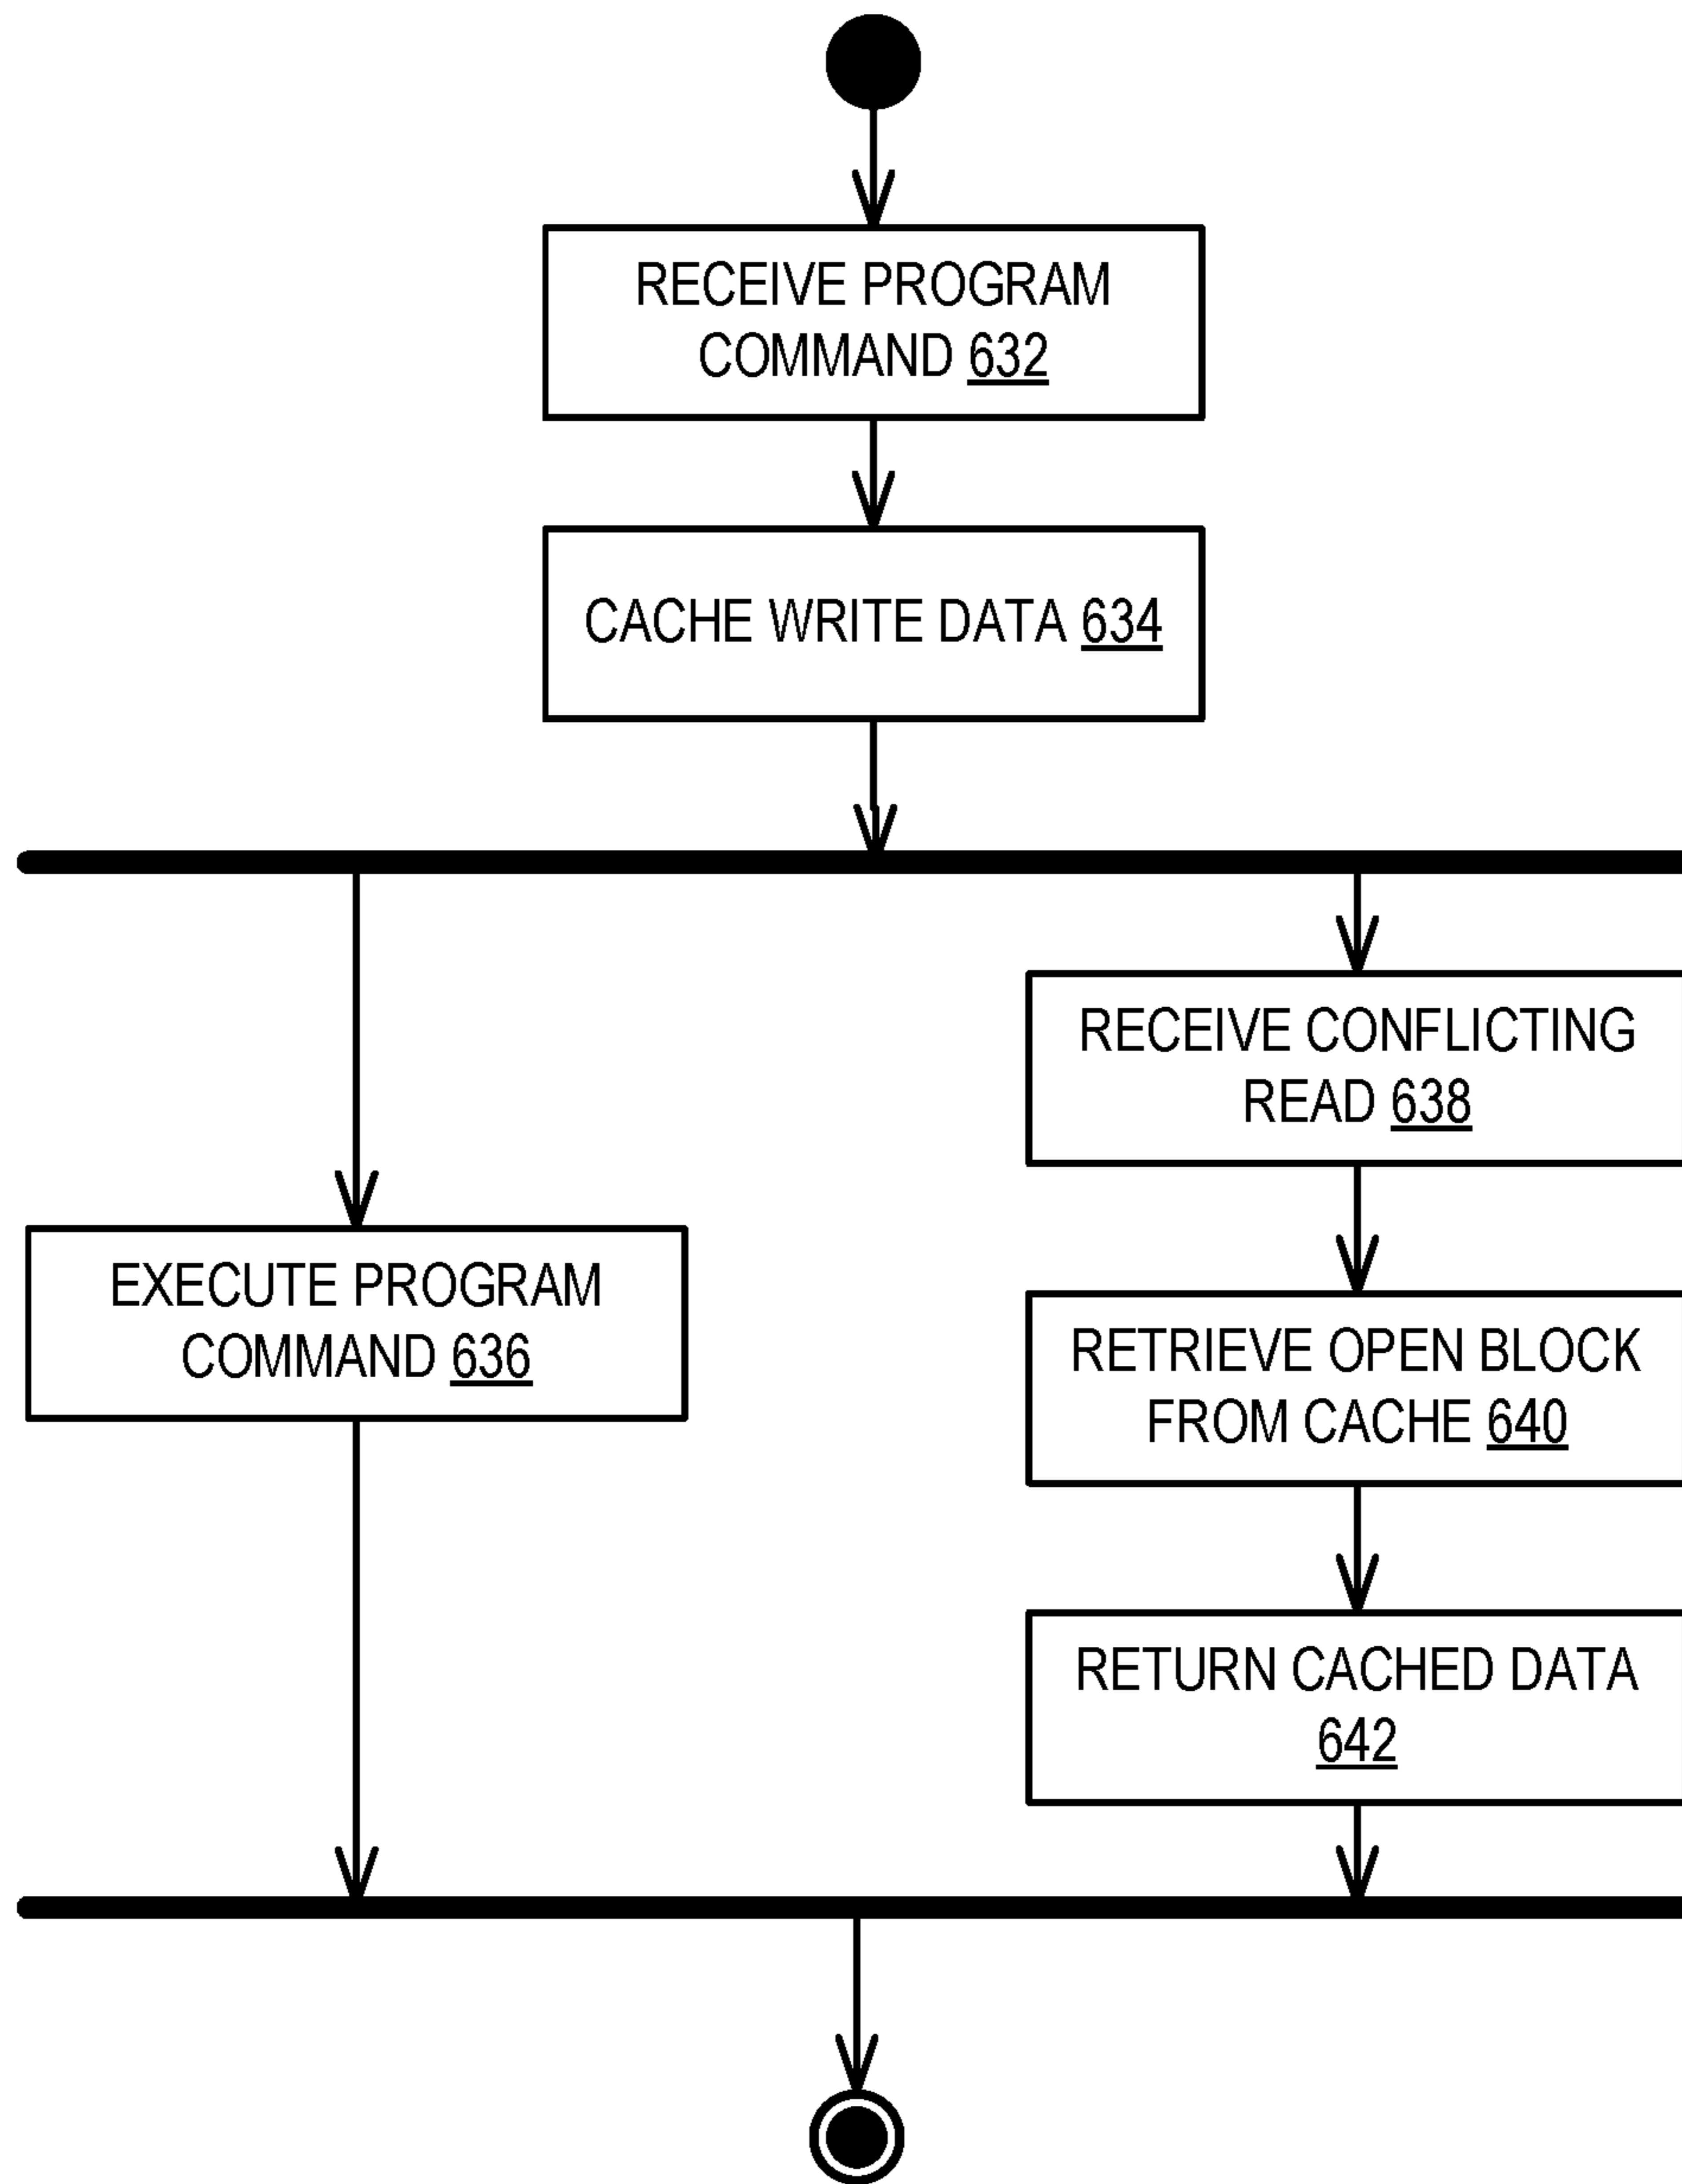 RECEIVE PROGRAM
COMMAND 632
CACHE WRITE DATA 634
RECEIVE CONFLICTING
READ 638
EXECUTE PROGRAM
COMMAND 636
RETRIEVE OPEN BLOCK
FROM CACHE 640
RETURN CACHED DATA
642